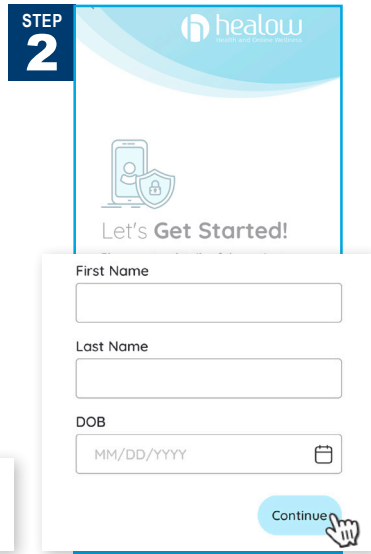 STEP
2
healow
Health and Online Wellness
Let's Get Started!
First Name
Last Name
DOB
MM/DD/YYYY
Continue